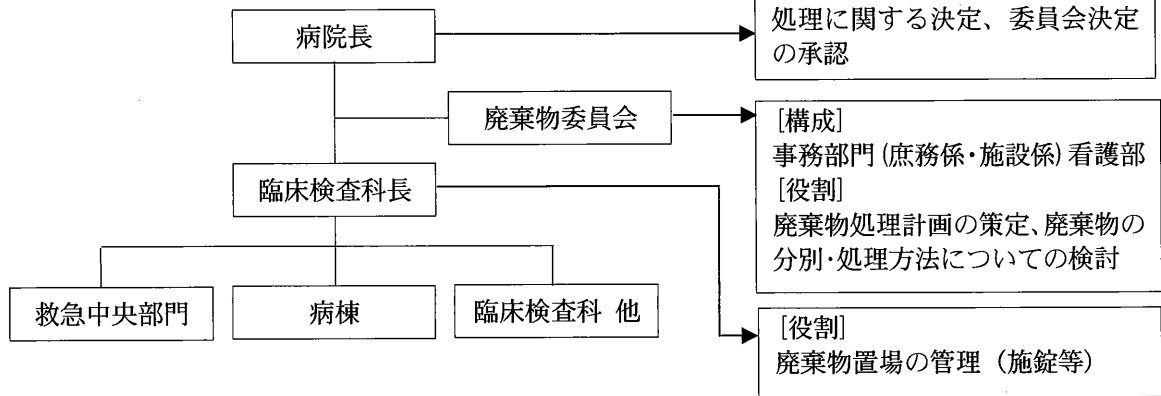 病院長
処理に関する決定、委員会決定
の承認
廃棄物委員会
[構成]
事務部門(庶務係・施設係)看護部
[役割]
廃棄物処理計画の策定、廃棄物の
分別・処理方法についての検討
臨床検査科長
救急中央部門
病棟
臨床検査科 他
[役割]
廃棄物置場の管理（施錠等）